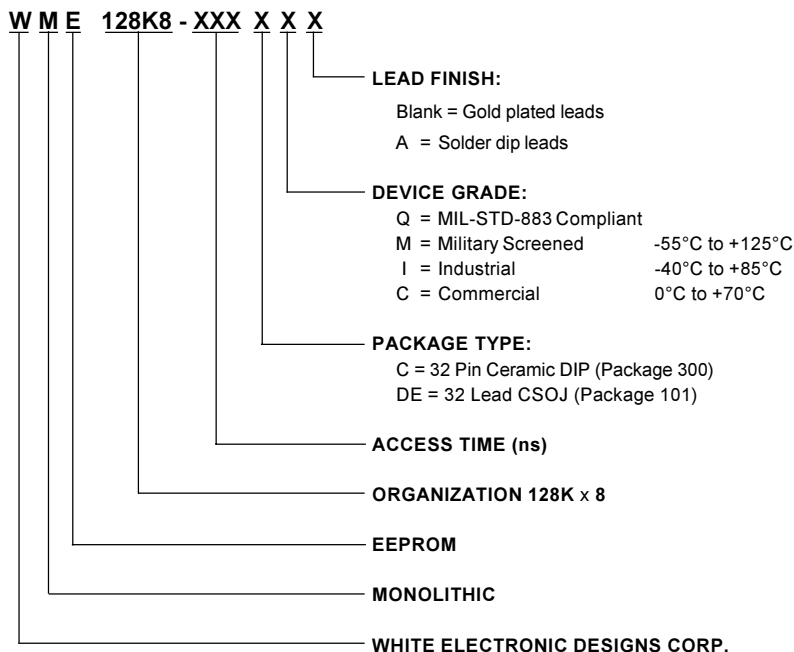 W M E 128K8 - XXX X X X
LEAD FINISH:
Blank = Gold plated leads
A = Solder dip leads
DEVICE GRADE:
Q = MIL-STD-883 Compliant
M = Military Screened -55°C to +125°C
I = Industrial -40°C to +85°C
C = Commercial 0°C to +70°C
PACKAGE TYPE:
C = 32 Pin Ceramic DIP (Package 300)
DE = 32 Lead CSOJ (Package 101)
ACCESS TIME (ns)
ORGANIZATION 128K x 8
EEPROM
MONOLITHIC
WHITE ELECTRONIC DESIGNS CORP.